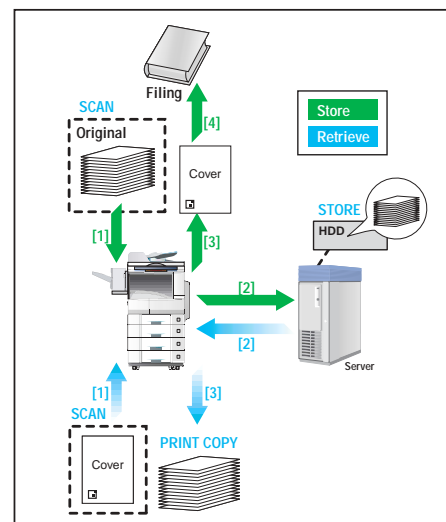 Filing
SCAN
Original
[4]
Store
Retrieve
Cover
STORE
HDD
[1]
[3]
[2]
[2]
Server
[1]
[3]
SCAN
PRINT COPY
Cover